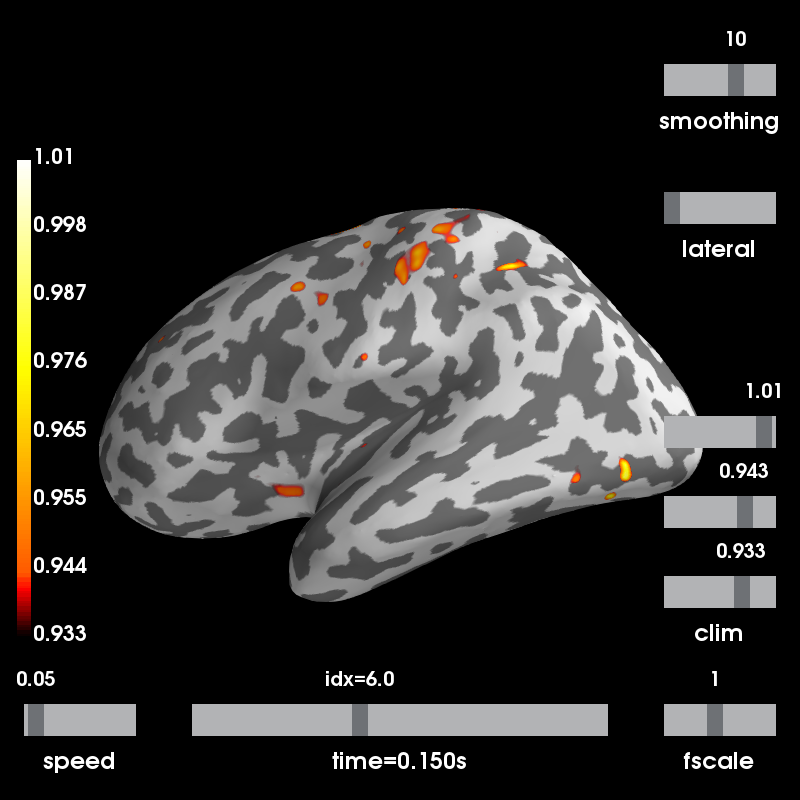 10
smoothing
1.01
0.998
lateral
0.987
0.976
1.01
0.965
0.943
0.955
0.933
0.944
clim
0.933
0.05
idx=6.0
1
speed
time=0.150s
fscale